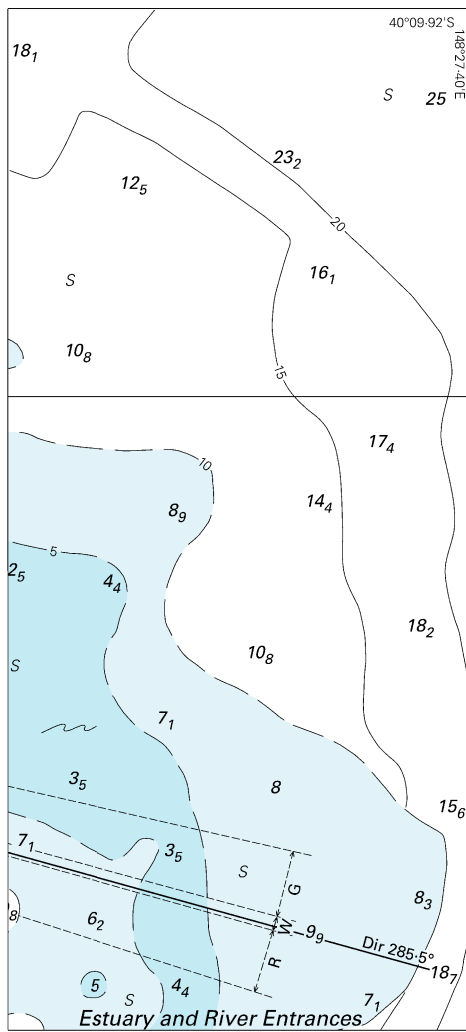 40°09·92'S
148°27·40'E
18₁
S
25
23₂
12₅
20
16₁
S
10₈
15
17₄
10
14₄
8₉
5
2₅
4₄
18₂
10₈
S
7₁
3₅
8
15₆
7₁
3₅
S
G
8₃
6₂
W
9₉
Dir 285·5°
R
18₇
5
4₄
S
7₁
Estuary and River Entrances